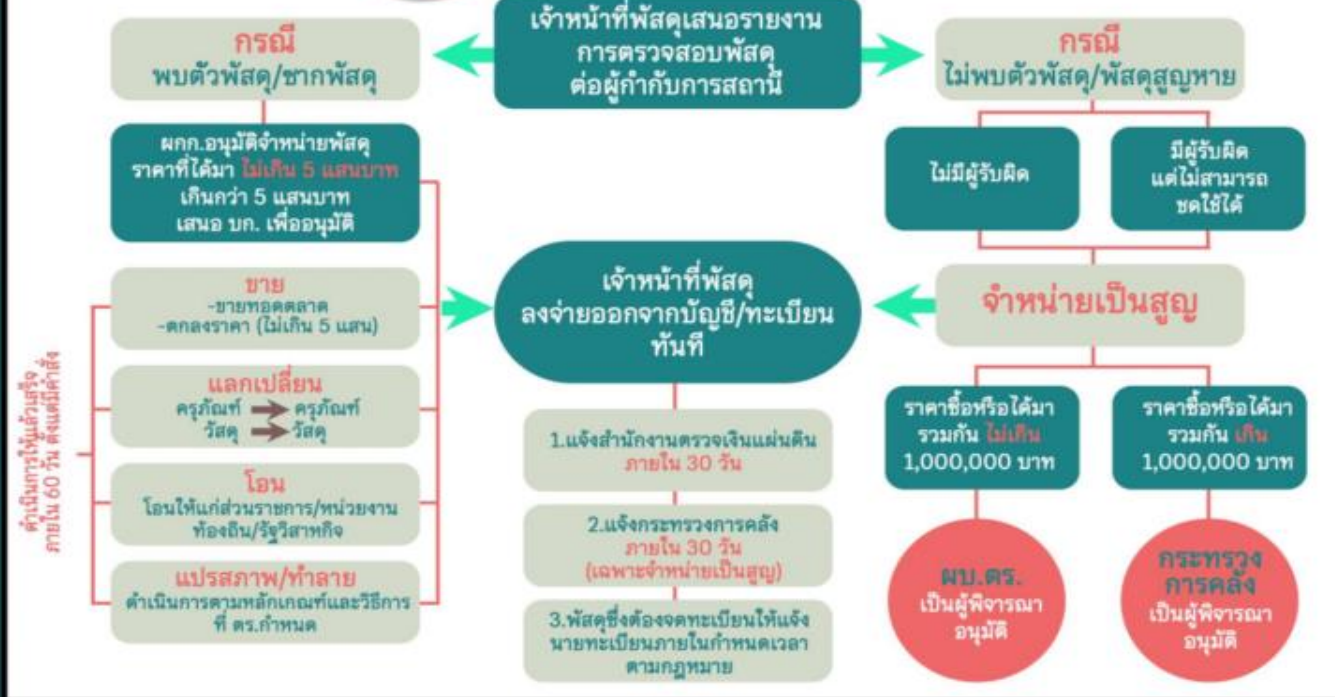 เจ้าหน้าที่พัสดุเสนอรายงาน
การตรวจสอบพัสดุ
ต่อผู้กำกับการสถานี
กรณี
พบตัวพัสดุ/ซากพัสดุ
ผกก.อนุมัติจำหน่ายพัสดุ
ราคาที่ได้มา ไม่เกิน 5 แสนบาท
เกินกว่า 5 แสนบาท
เสนอ บก. เพื่ออนุมัติ
ขาย
-ขายทอดตลาด
-ตกลงราคา (ไม่เกิน 5 แสน)
แลกเปลี่ยน
ครุภัณฑ์ ➡ ครุภัณฑ์
วัสดุ ➡ วัสดุ
โอน
โอนให้แก่ส่วนราชการ/หน่วยงาน
ท้องถิ่น/รัฐวิสาหกิจ
แปรสภาพ/ทำลาย
ดำเนินการตามหลักเกณฑ์และวิธีการ
ที่ ตร.กำหนด
ดำเนินการให้แล้วเสร็จ
ภายใน 60 วัน ตั้งแต่มีคำสั่ง
เจ้าหน้าที่พัสดุ
ลงจ่ายออกจากบัญชี/ทะเบียน
ทันที
1.แจ้งสำนักงานตรวจเงินแผ่นดิน
ภายใน 30 วัน
2.แจ้งกระทรวงการคลัง
ภายใน 30 วัน
(เฉพาะจำหน่ายเป็นสูญ)
3.พัสดุซึ่งต้องจดทะเบียนให้แจ้ง
นายทะเบียนภายในกำหนดเวลา
ตามกฎหมาย
กรณี
ไม่พบตัวพัสดุ/พัสดุสูญหาย
ไม่มีผู้รับผิด
มีผู้รับผิด
แต่ไม่สามารถ
ชดใช้ได้
จำหน่ายเป็นสูญ
ราคาซื้อหรือได้มา
รวมกัน ไม่เกิน
1,000,000 บาท
ราคาซื้อหรือได้มา
รวมกัน เกิน
1,000,000 บาท
ผบ.ตร.
เป็นผู้พิจารณา
อนุมัติ
กระทรวง
การคลัง
เป็นผู้พิจารณา
อนุมัติ